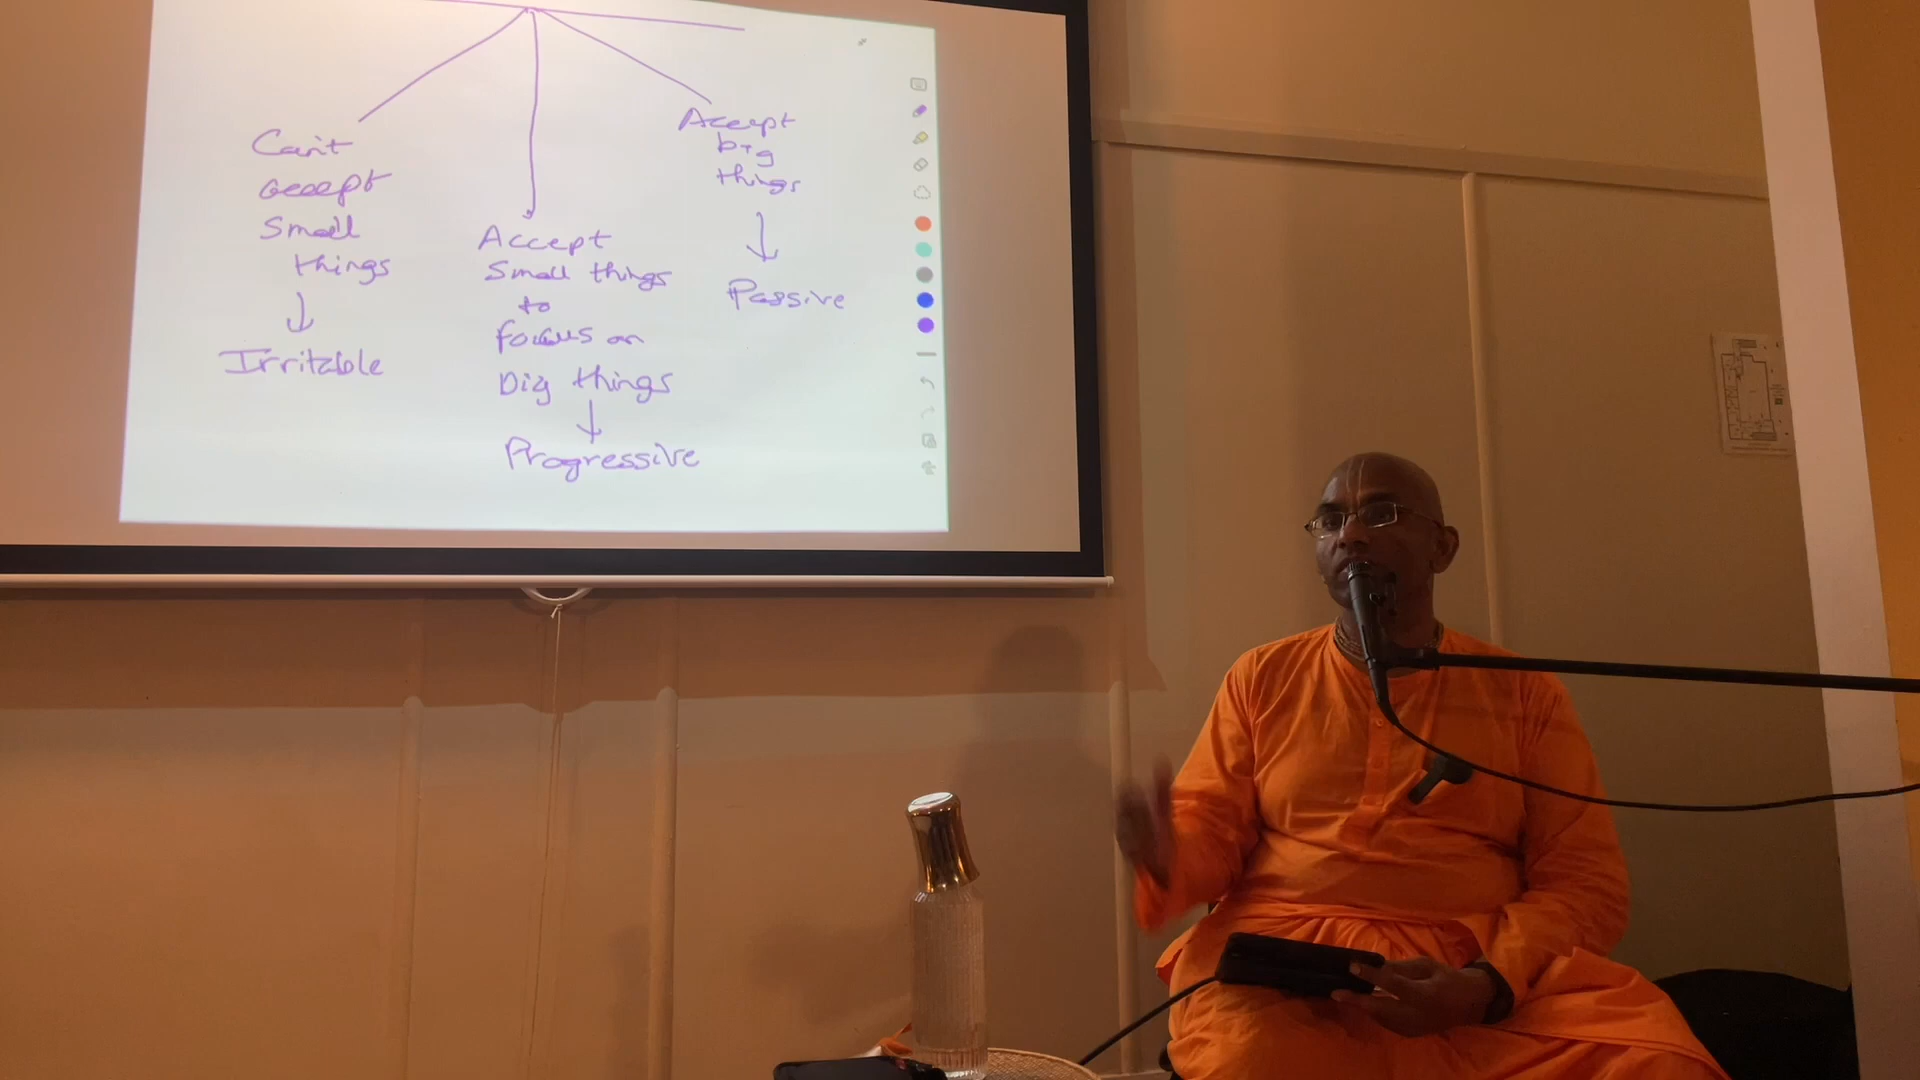 Can't
accept
Small
things
Irritable
Accept
Small things
to
focus on
Big things
Progressive
Accept
big
things
Passive